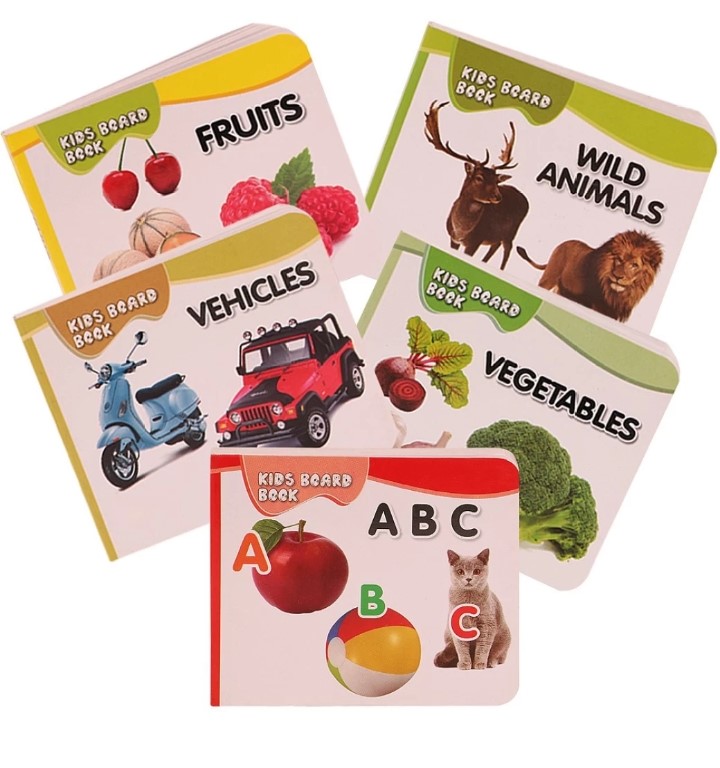 KIDS BOARD
BOOK
FRUITS
KIDS BOARD
BOOK
WILD
ANIMALS
KIDS BOARD
BOOK
VEHICLES
KIDS BOARD
BOOK
VEGETABLES
KIDS BOARD
BOOK
A B C
A
B
C